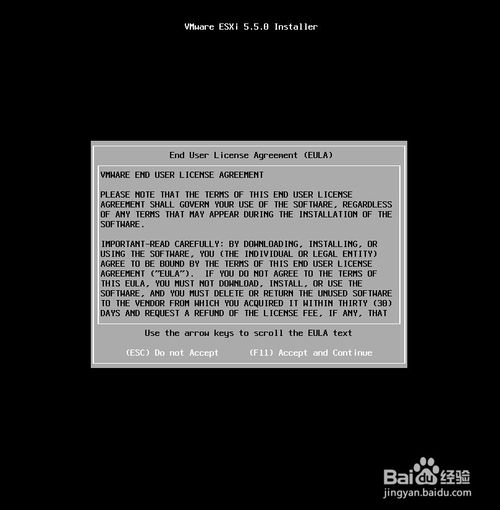 VMware ESXi 5.5.0 Installer
End User License Agreement (EULA)
VMWARE END USER LICENSE AGREEMENT
PLEASE NOTE THAT THE TERMS OF THIS END USER LICENSE
AGREEMENT SHALL GOVERN YOUR USE OF THE SOFTWARE, REGARDLESS
OF ANY TERMS THAT MAY APPEAR DURING THE INSTALLATION OF THE
SOFTWARE.
IMPORTANT-READ CAREFULLY: BY DOWNLOADING, INSTALLING, OR
USING THE SOFTWARE, YOU (THE INDIVIDUAL OR LEGAL ENTITY)
AGREE TO BE BOUND BY THE TERMS OF THIS END USER LICENSE
AGREEMENT ("EULA"). IF YOU DO NOT AGREE TO THE TERMS OF
THIS EULA, YOU MUST NOT DOWNLOAD, INSTALL, OR USE THE
SOFTWARE, AND YOU MUST DELETE OR RETURN THE UNUSED SOFTWARE
TO THE VENDOR FROM WHICH YOU ACQUIRED IT WITHIN THIRTY (30)
DAYS AND REQUEST A REFUND OF THE LICENSE FEE, IF ANY, THAT
Use the arrow keys to scroll the EULA text
(ESC) Do not Accept (F11) Accept and Continue
Baidu经验
jingyan.baidu.com